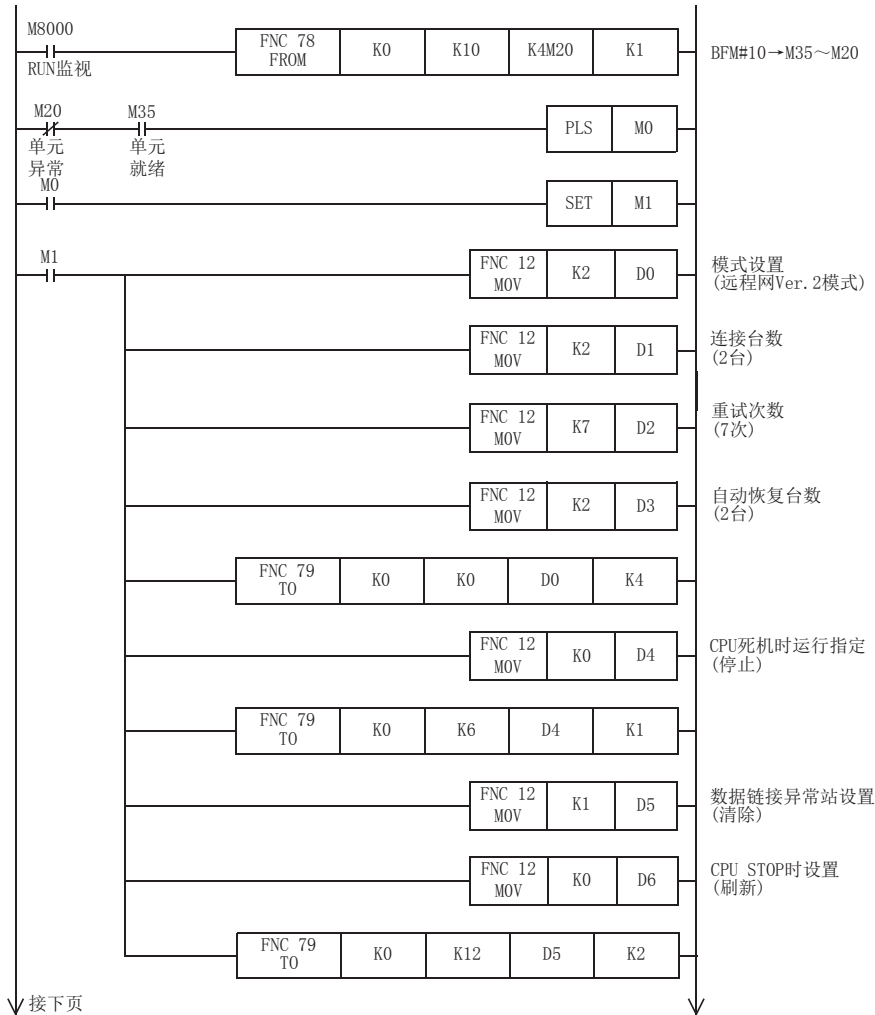 M8000
RUN监视
FNC 78
FROM
K0
K10
K4M20
K1
BFM#10→M35～M20
M20
单元
异常
M35
单元
就绪
PLS
M0
M0
SET
M1
M1
FNC 12
MOV
K2
D0
模式设置
(远程网Ver.2模式)
FNC 12
MOV
K2
D1
连接台数
(2台)
FNC 12
MOV
K7
D2
重试次数
(7次)
FNC 12
MOV
K2
D3
自动恢复台数
(2台)
FNC 79
TO
K0
K0
D0
K4
FNC 12
MOV
K0
D4
CPU死机时运行指定
(停止)
FNC 79
TO
K0
K6
D4
K1
FNC 12
MOV
K1
D5
数据链接异常站设置
(清除)
FNC 12
MOV
K0
D6
CPU STOP时设置
(刷新)
FNC 79
TO
K0
K12
D5
K2
接下页